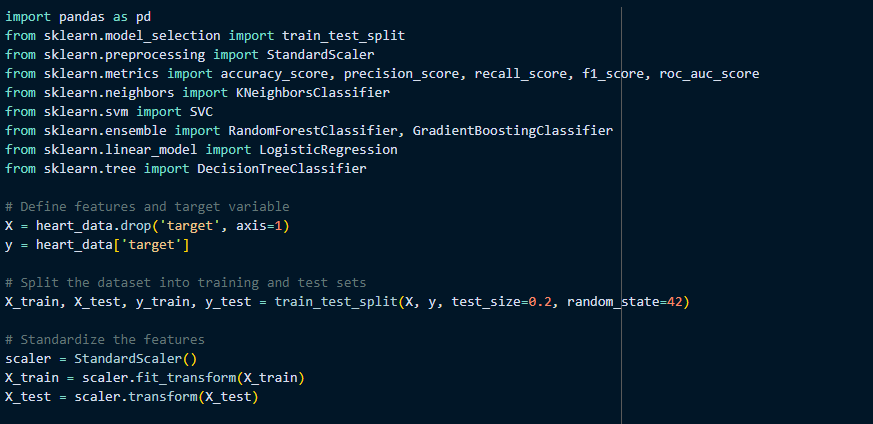 import pandas as pd
from sklearn.model_selection import train_test_split
from sklearn.preprocessing import StandardScaler
from sklearn.metrics import accuracy_score, precision_score, recall_score, f1_score, roc_auc_score
from sklearn.neighbors import KNeighborsClassifier
from sklearn.svm import SVC
from sklearn.ensemble import RandomForestClassifier, GradientBoostingClassifier
from sklearn.linear_model import LogisticRegression
from sklearn.tree import DecisionTreeClassifier

# Define features and target variable
X = heart_data.drop('target', axis=1)
y = heart_data['target']

# Split the dataset into training and test sets
X_train, X_test, y_train, y_test = train_test_split(X, y, test_size=0.2, random_state=42)

# Standardize the features
scaler = StandardScaler()
X_train = scaler.fit_transform(X_train)
X_test = scaler.transform(X_test)